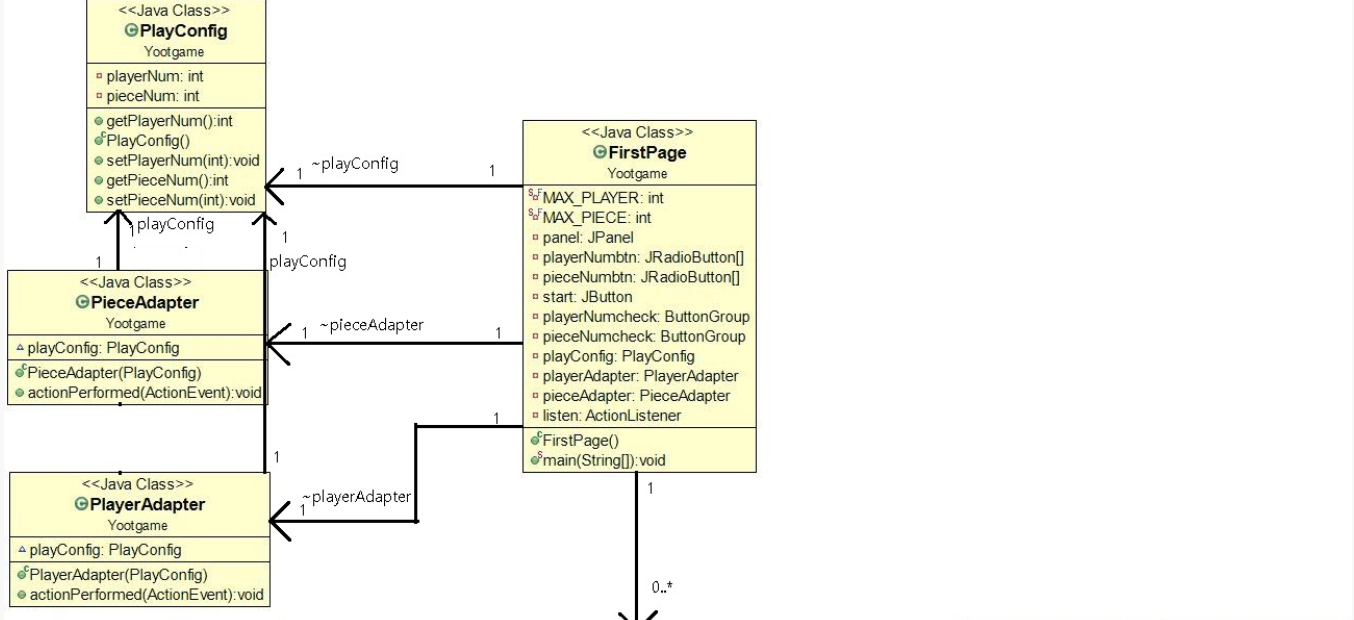 <<Java Class>>
PlayConfig
Yootgame
playerNum: int
pieceNum: int
getPlayerNum():int
PlayConfig()
setPlayerNum(int):void
getPieceNum():int
setPieceNum(int):void
<<Java Class>>
FirstPage
Yootgame
MAX_PLAYER: int
MAX_PIECE: int
panel: JPanel
playerNumbtn: JRadioButton[]
pieceNumbtn: JRadioButton[]
start: JButton
playerNumcheck: ButtonGroup
pieceNumcheck: ButtonGroup
playConfig: PlayConfig
playerAdapter: PlayerAdapter
pieceAdapter: PieceAdapter
listen: ActionListener
FirstPage()
main(String[]):void
1 ~playConfig 1
playConfig
1
1
1
playConfig
<<Java Class>>
PieceAdapter
Yootgame
playConfig: PlayConfig
PieceAdapter(PlayConfig)
actionPerformed(ActionEvent):void
1 ~pieceAdapter 1
1
1
~playerAdapter
1
<<Java Class>>
PlayerAdapter
Yootgame
playConfig: PlayConfig
PlayerAdapter(PlayConfig)
actionPerformed(ActionEvent):void
1
0..*